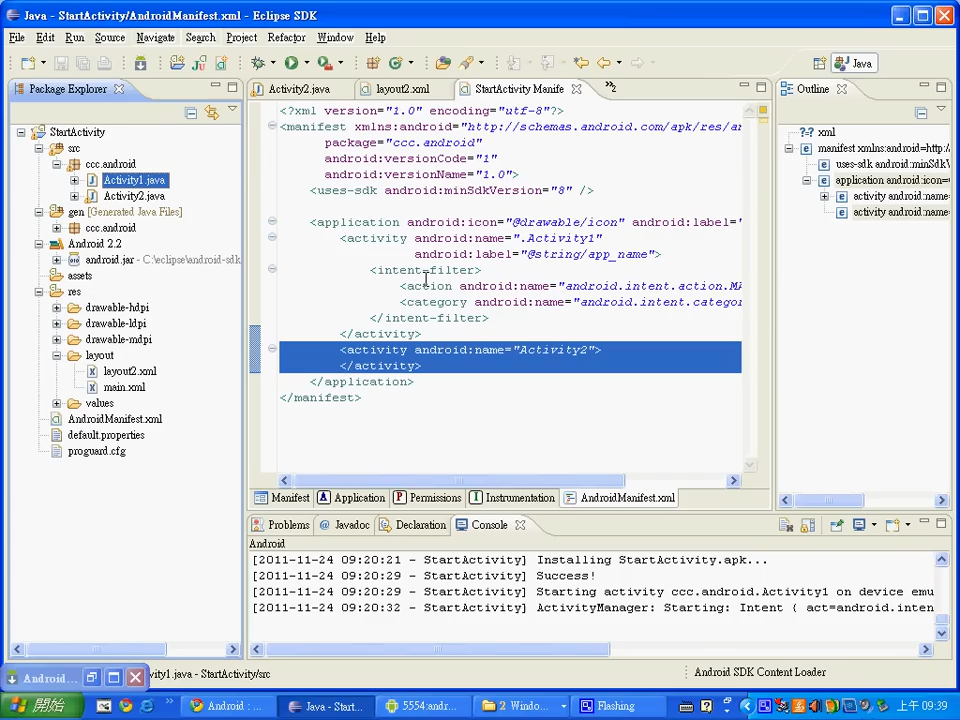 Java - StartActivity/AndroidManifest.xml - Eclipse SDK
File Edit Run Source Navigate Search Project Refactor Window Help
Java
Package Explorer
Activity2.java
layout2.xml
StartActivity Manife
2
Outline
StartActivity
src
ccc.android
Activity1.java
Activity2.java
gen [Generated Java Files]
ccc.android
Android 2.2
android.jar - C:\eclipse\android-sdk
assets
res
drawable-hdpi
drawable-ldpi
drawable-mdpi
layout
layout2.xml
main.xml
values
AndroidManifest.xml
default.properties
proguard.cfg
<?xml version="1.0" encoding="utf-8"?>
<manifest xmlns:android="http://schemas.android.com/apk/res/an
package="ccc.android"
android:versionCode="1"
android:versionName="1.0">
<uses-sdk android:minSdkVersion="8" />
<application android:icon="@drawable/icon" android:label="
<activity android:name=".Activity1"
android:label="@string/app_name">
<intent-filter>
<action android:name="android.intent.action.MA
<category android:name="android.intent.categor
</intent-filter>
</activity>
<activity android:name="Activity2">
</activity>
</application>
</manifest>
xml
manifest xmlns:android=http://
uses-sdk android:minSdkV
application android:icon=
activity android:name
activity android:name
Manifest
Application
Permissions
Instrumentation
AndroidManifest.xml
Problems
Javadoc
Declaration
Console
Android
[2011-11-24 09:20:21 - StartActivity] Installing StartActivity.apk...
[2011-11-24 09:20:29 - StartActivity] Success!
[2011-11-24 09:20:29 - StartActivity] Starting activity ccc.android.Activity1 on device emu
[2011-11-24 09:20:32 - StartActivity] ActivityManager: Starting: Intent { act=android.inten
Android...
vity1.java - StartActivity/src
Android SDK Content Loader
開始
Android : ...
Java - Start...
5554:andr...
2 Windo...
Flashing
上午 09:39